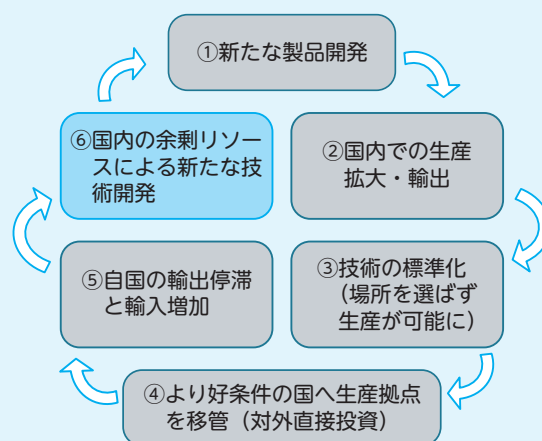 ①新たな製品開発
②国内での生産
拡大・輸出
③技術の標準化
（場所を選ばず
生産が可能に）
④より好条件の国へ生産拠点
を移管（対外直接投資）
⑤自国の輸出停滞
と輸入増加
⑥国内の余剰リソー
スによる新たな技
術開発